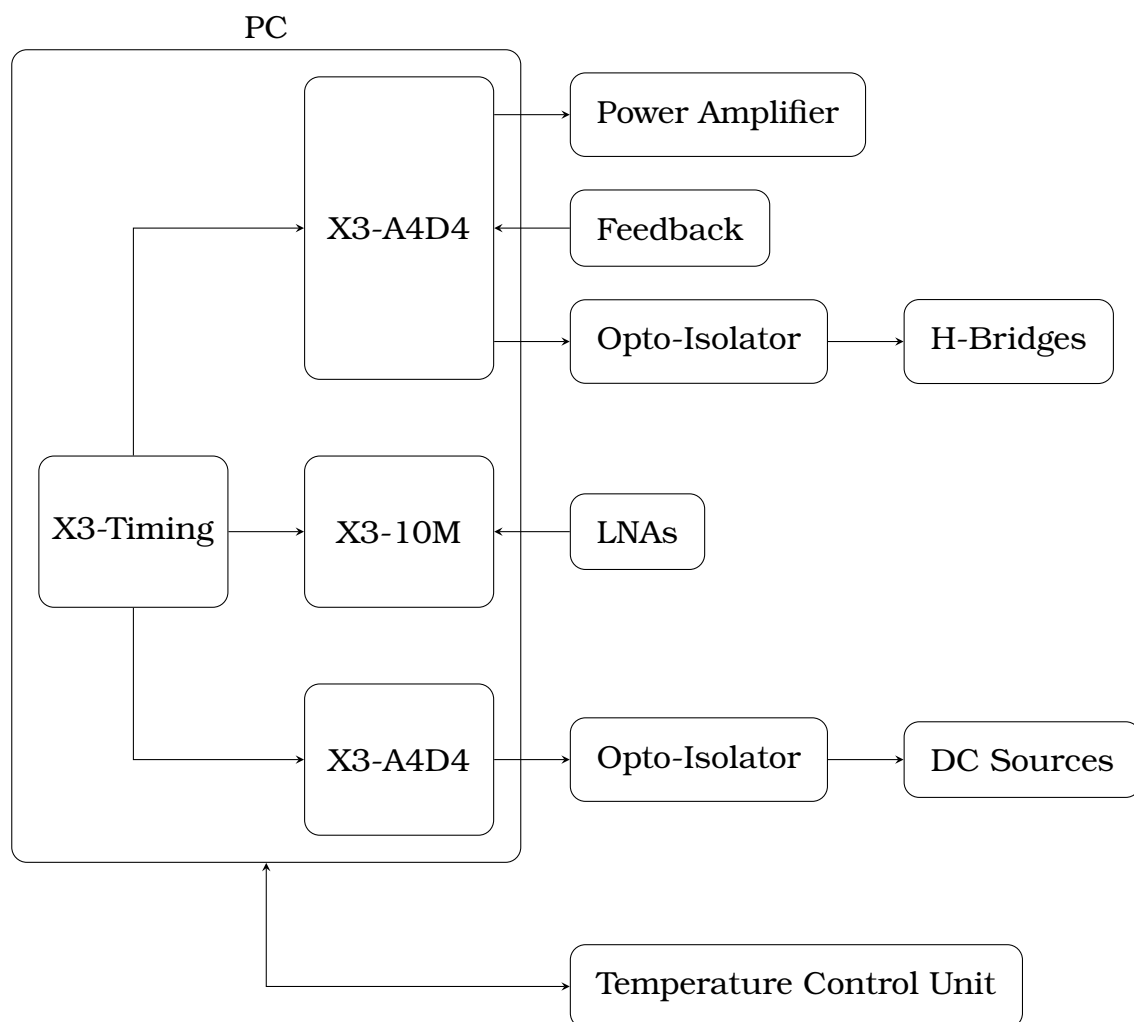 PC
Power Amplifier
X3-A4D4
Feedback
Opto-Isolator
H-Bridges
X3-Timing
X3-10M
LNAs
X3-A4D4
Opto-Isolator
DC Sources
Temperature Control Unit